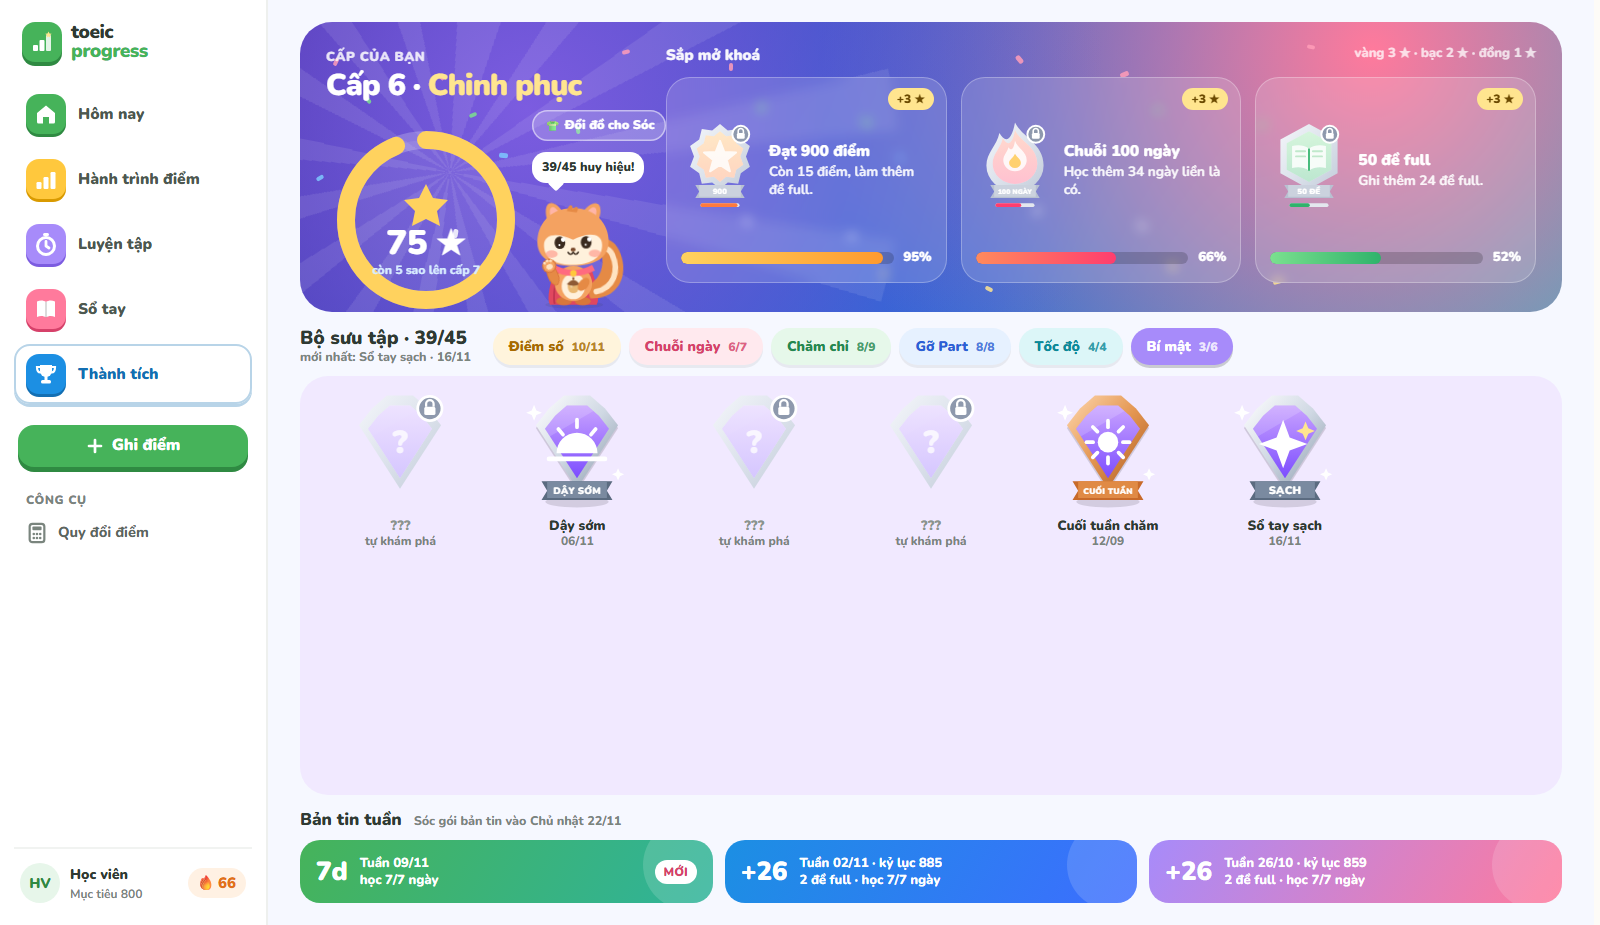 toeic
progress
Hôm nay
Hành trình điểm
Luyện tập
Sổ tay
Thành tích
+ Ghi điểm
CÔNG CỤ
Quy đổi điểm
HV
Học viên
Mục tiêu 800
66
CẤP CỦA BẠN
Cấp 6 · Chinh phục
Đổi đồ cho Sóc
39/45 huy hiệu!
75 ★
còn 5 sao lên cấp 7
Sắp mở khoá
vàng 3 ★ · bạc 2 ★ · đồng 1 ★
+3 ★
900
Đạt 900 điểm
Còn 15 điểm, làm thêm
đề full.
95%
+3 ★
100 NGÀY
Chuỗi 100 ngày
Học thêm 34 ngày liền là
có.
66%
+3 ★
50 ĐỀ
50 đề full
Ghi thêm 24 đề full.
52%
Bộ sưu tập · 39/45
mới nhất: Sổ tay sạch · 16/11
Điểm số 10/11
Chuỗi ngày 6/7
Chăm chỉ 8/9
Gỡ Part 8/8
Tốc độ 4/4
Bí mật 3/6
?
???
tự khám phá
DẬY SỚM
Dậy sớm
06/11
?
???
tự khám phá
?
???
tự khám phá
CUỐI TUẦN
Cuối tuần chăm
12/09
SẠCH
Sổ tay sạch
16/11
Bản tin tuần
Sóc gói bản tin vào Chủ nhật 22/11
7d
Tuần 09/11
học 7/7 ngày
MỚI
+26
Tuần 02/11 · kỷ lục 885
2 đề full · học 7/7 ngày
+26
Tuần 26/10 · kỷ lục 859
2 đề full · học 7/7 ngày